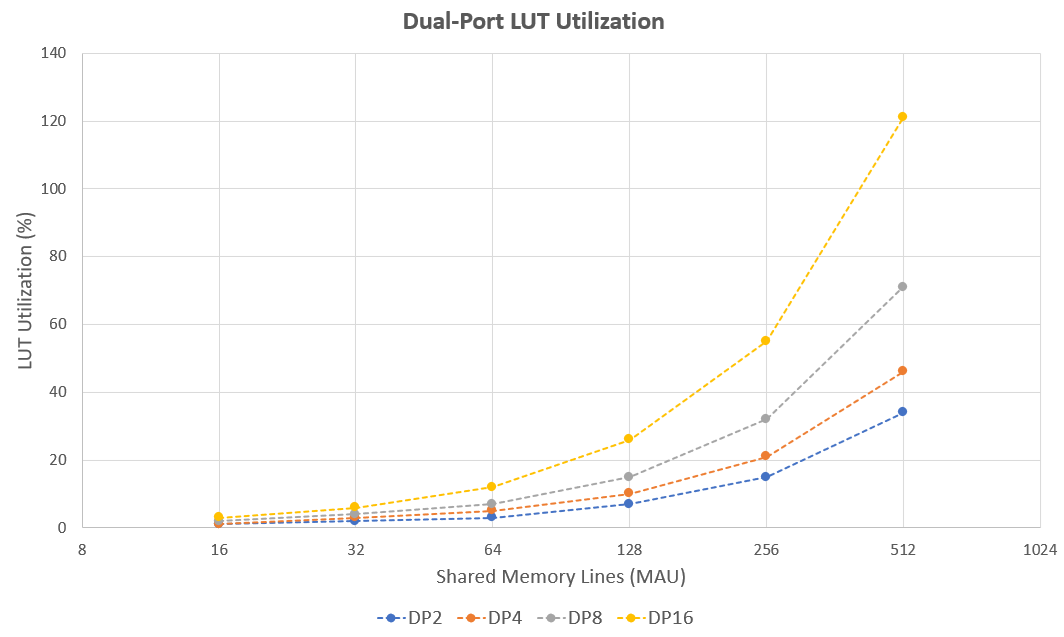 Dual-Port LUT Utilization
140
120
100
80
60
40
20
0
LUT Utilization (%)
8 16 32 64 128 256 512 1024
Shared Memory Lines (MAU)
DP2 DP4 DP8 DP16